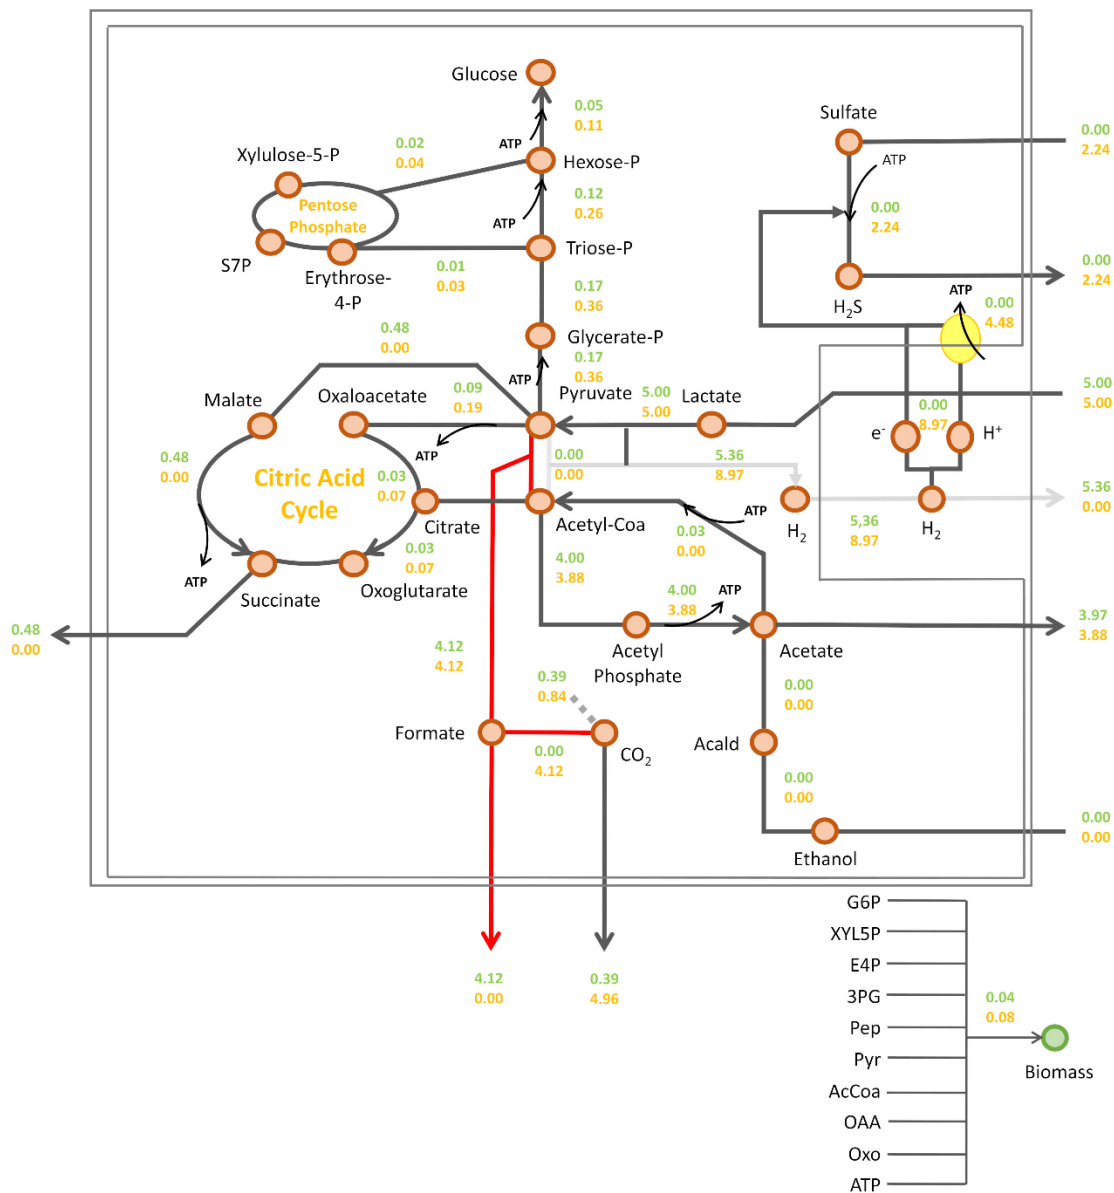 Glucose
0.05
0.11
ATP
Sulfate
0.00
2.24
Xylulose-5-P
0.02
0.04
Hexose-P
ATP
Pentose
Phosphate
0.12
0.26
ATP
0.00
2.24
S7P
Erythrose-
4-P
0.01
0.03
Triose-P
H2S
0.00
2.24
0.17
0.36
ATP
0.00
4.48
0.48
0.00
Glycerate-P
0.17
0.36
ATP
Malate
Oxaloacetate
0.09
0.19
Pyruvate
5.00
5.00
Lactate
5.00
5.00
0.00
8.97
e-
H+
ATP
0.48
0.00
Citric Acid
Cycle
0.03
0.07
0.00
0.00
5.36
8.97
Citrate
Acetyl-Coa
ATP
H2
H2
5.36
0.00
5,36
8.97
0.03
0.00
0.03
0.07
4.00
3.88
ATP
Succinate
Oxoglutarate
4.00
3.88
ATP
0.48
0.00
3.97
3.88
Acetyl
Phosphate
Acetate
4.12
4.12
0.39
0.84
0.00
0.00
Formate
0.00
4.12
CO2
Acald
0.00
0.00
0.00
0.00
Ethanol
4.12
0.00
0.39
4.96
G6P
XYL5P
E4P
3PG
Pep
Pyr
AcCoa
OAA
Oxo
ATP
0.04
0.08
Biomass